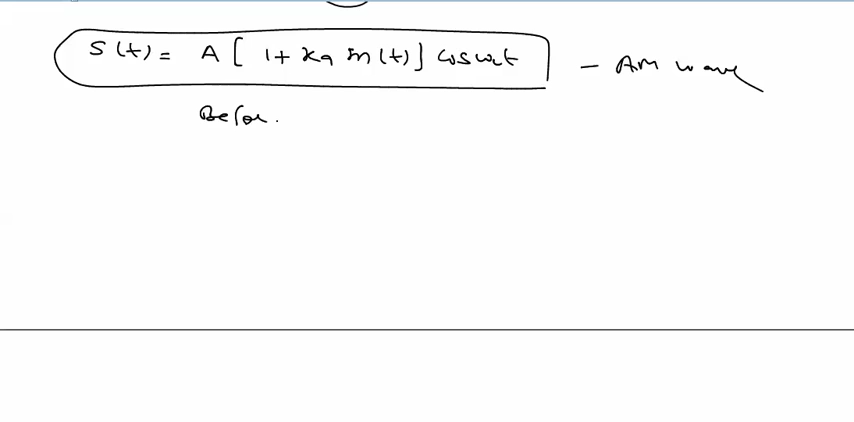 S(t) = A [ 1 + Ka m(t) ] cos ωct - AM wave
Befor.